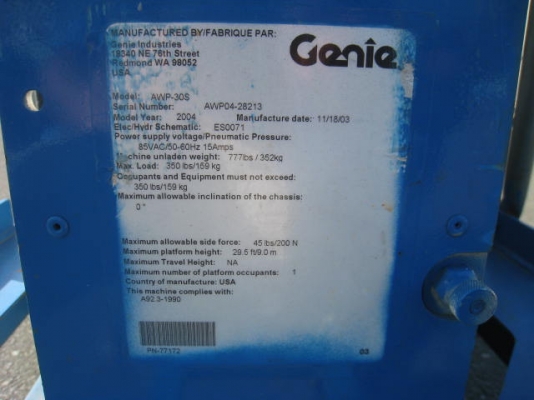 MANUFACTURED BY/FABRIQUE PAR:
Genie Industries
18340 NE 76th Street
Redmond WA 98052
USA
Genie
Model: AWP-30S
Serial Number: AWP04-28213
Model Year: 2004 Manufacture date: 11/18/03
Elec/Hydr Schematic: ES0071
Power supply voltage/Pneumatic Pressure:
85VAC/50-60Hz 15Amps
Machine unladen weight: 777lbs / 352kg
Max. Load: 350 lbs/159 kg
Occupants and Equipment must not exceed:
350 lbs/159 kg
Maximum allowable inclination of the chassis:
0 °
Maximum allowable side force: 45 lbs/200 N
Maximum platform height: 29.5 ft/9.0 m
Maximum Travel Height: NA
Maximum number of platform occupants: 1
Country of manufacture: USA
This machine complies with:
A92.3-1990
PN-77172
03